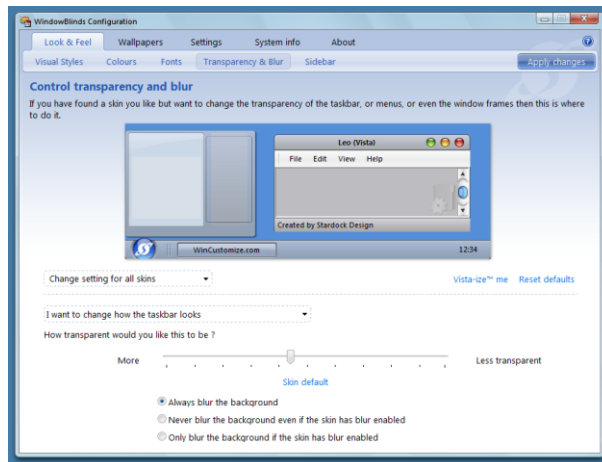 WindowBlinds Configuration
Look & Feel Wallpapers Settings System info About
Visual Styles Colours Fonts Transparency & Blur Sidebar Apply changes
Control transparency and blur
If you have found a skin you like but want to change the transparency of the taskbar, or menus, or even the window frames then this is where
to do it.
Leo (Vista)
File Edit View Help
Created by Stardock Design
WinCustomize.com 12:34
Change setting for all skins Vista-ize™ me Reset defaults
I want to change how the taskbar looks
How transparent would you like this to be ?
More Less transparent
Skin default
Always blur the background
Never blur the background even if the skin has blur enabled
Only blur the background if the skin has blur enabled